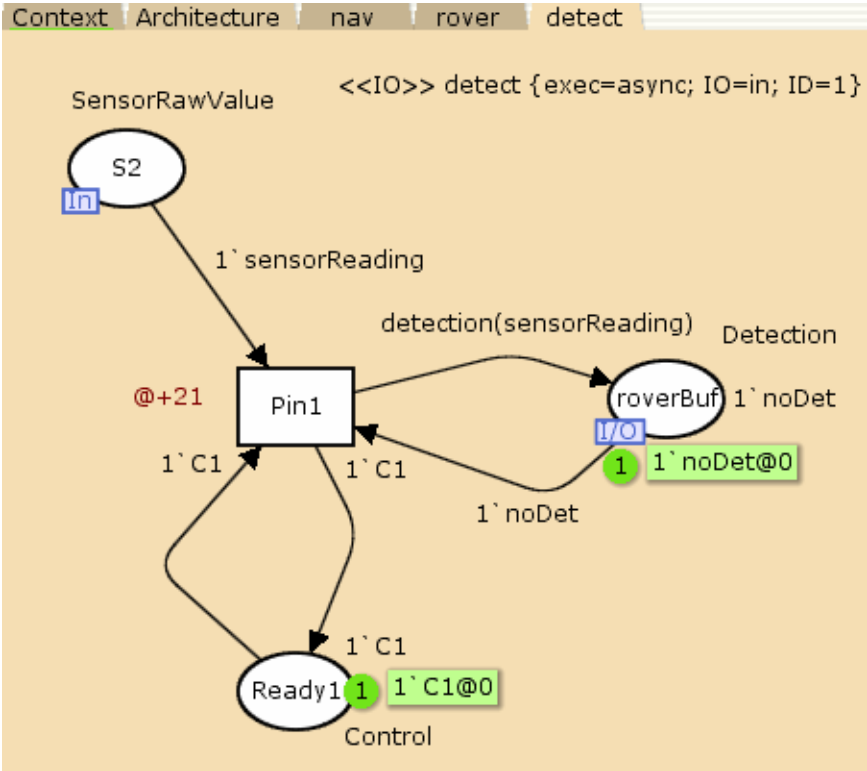 Context Architecture nav rover detect
<<IO>> detect {exec=async; IO=in; ID=1}
SensorRawValue
S2
In
1`sensorReading
detection(sensorReading)
Detection
@+21
Pin1
roverBuf
1`noDet
I/O
1
1`noDet@0
1`C1
1`C1
1`noDet
1`C1
Ready1
1
1`C1@0
Control